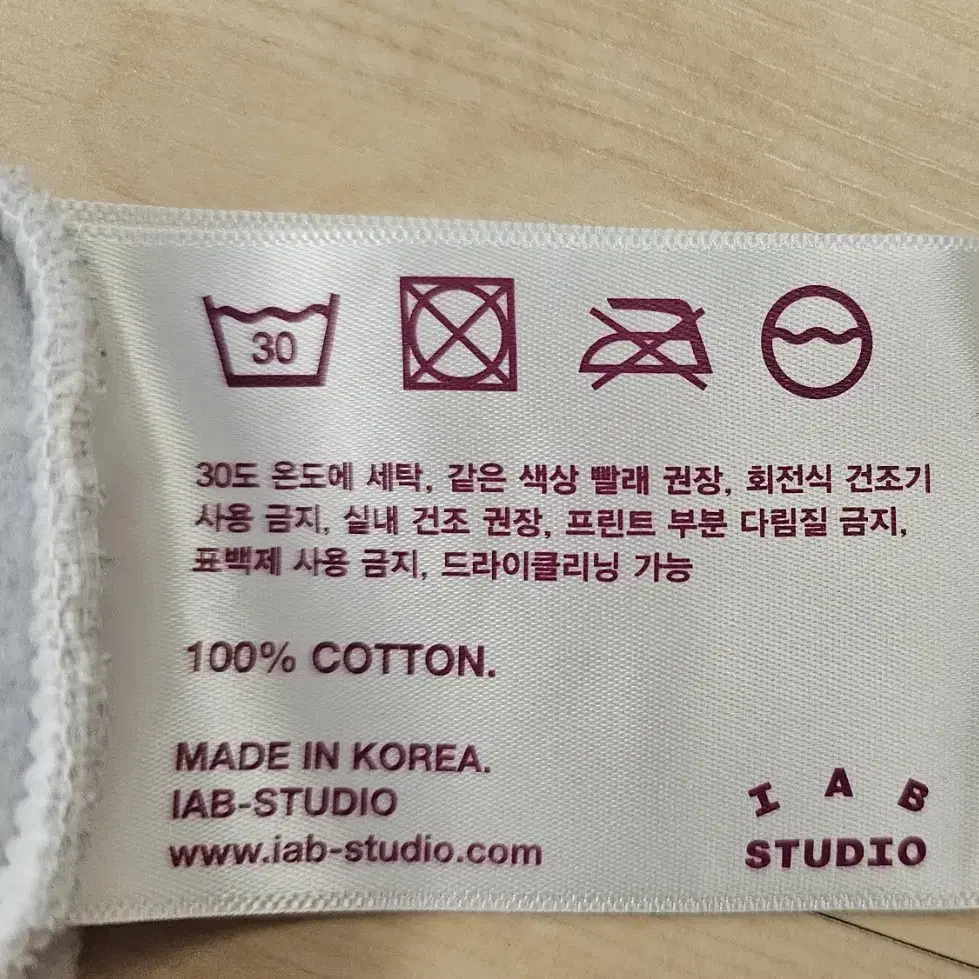 30
30도 온도에 세탁, 같은 색상 빨래 권장, 회전식 건조기
사용 금지, 실내 건조 권장, 프린트 부분 다림질 금지,
표백제 사용 금지, 드라이클리닝 가능
100% COTTON.
MADE IN KOREA.
IAB-STUDIO
www.iab-studio.com
I A B
STUDIO